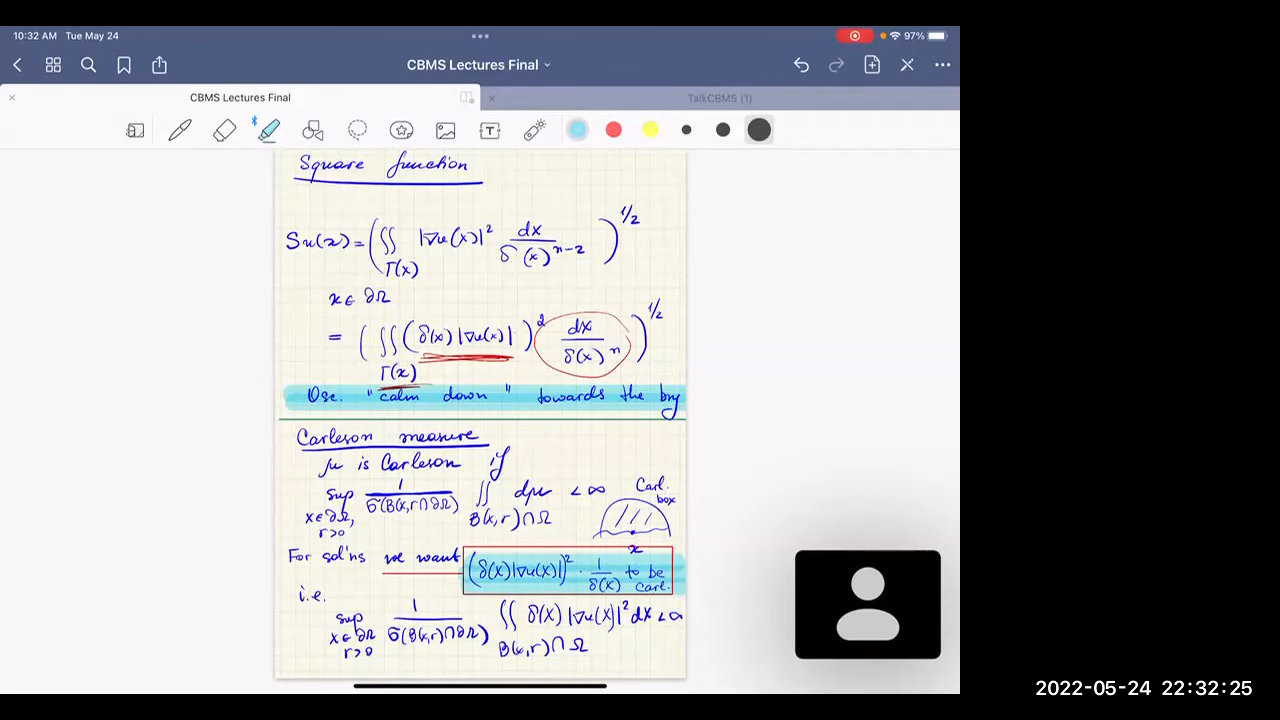 10:32 AM Tue May 24
97%
CBMS Lectures Final
CBMS Lectures Final
TalkCBMS (1)
Square function
Su(x) = ( ∬_{Γ(x)} |∇u(X)|² dX / δ(X)^{n-2} )^{1/2}
x ∈ ∂Ω
= ( ∬_{Γ(x)} ( δ(X) |∇u(X)| )² dX / δ(X)^n )^{1/2}
Osc. "calm down" towards the bry
Carleson measure
μ is Carleson if
sup_{x∈∂Ω, r>0} 1 / σ(B(x,r)∩∂Ω) ∬_{B(x,r)∩Ω} dμ < ∞
Carl. box
x
For sol'ns we want (δ(X)|∇u(X)|)² · 1/δ(X) to be Carl.
i.e.
sup_{x∈∂Ω r>0} 1 / σ(B(x,r)∩∂Ω) ∬_{B(x,r)∩Ω} δ(X) |∇u(X)|² dX < ∞
2022-05-24 22:32:25